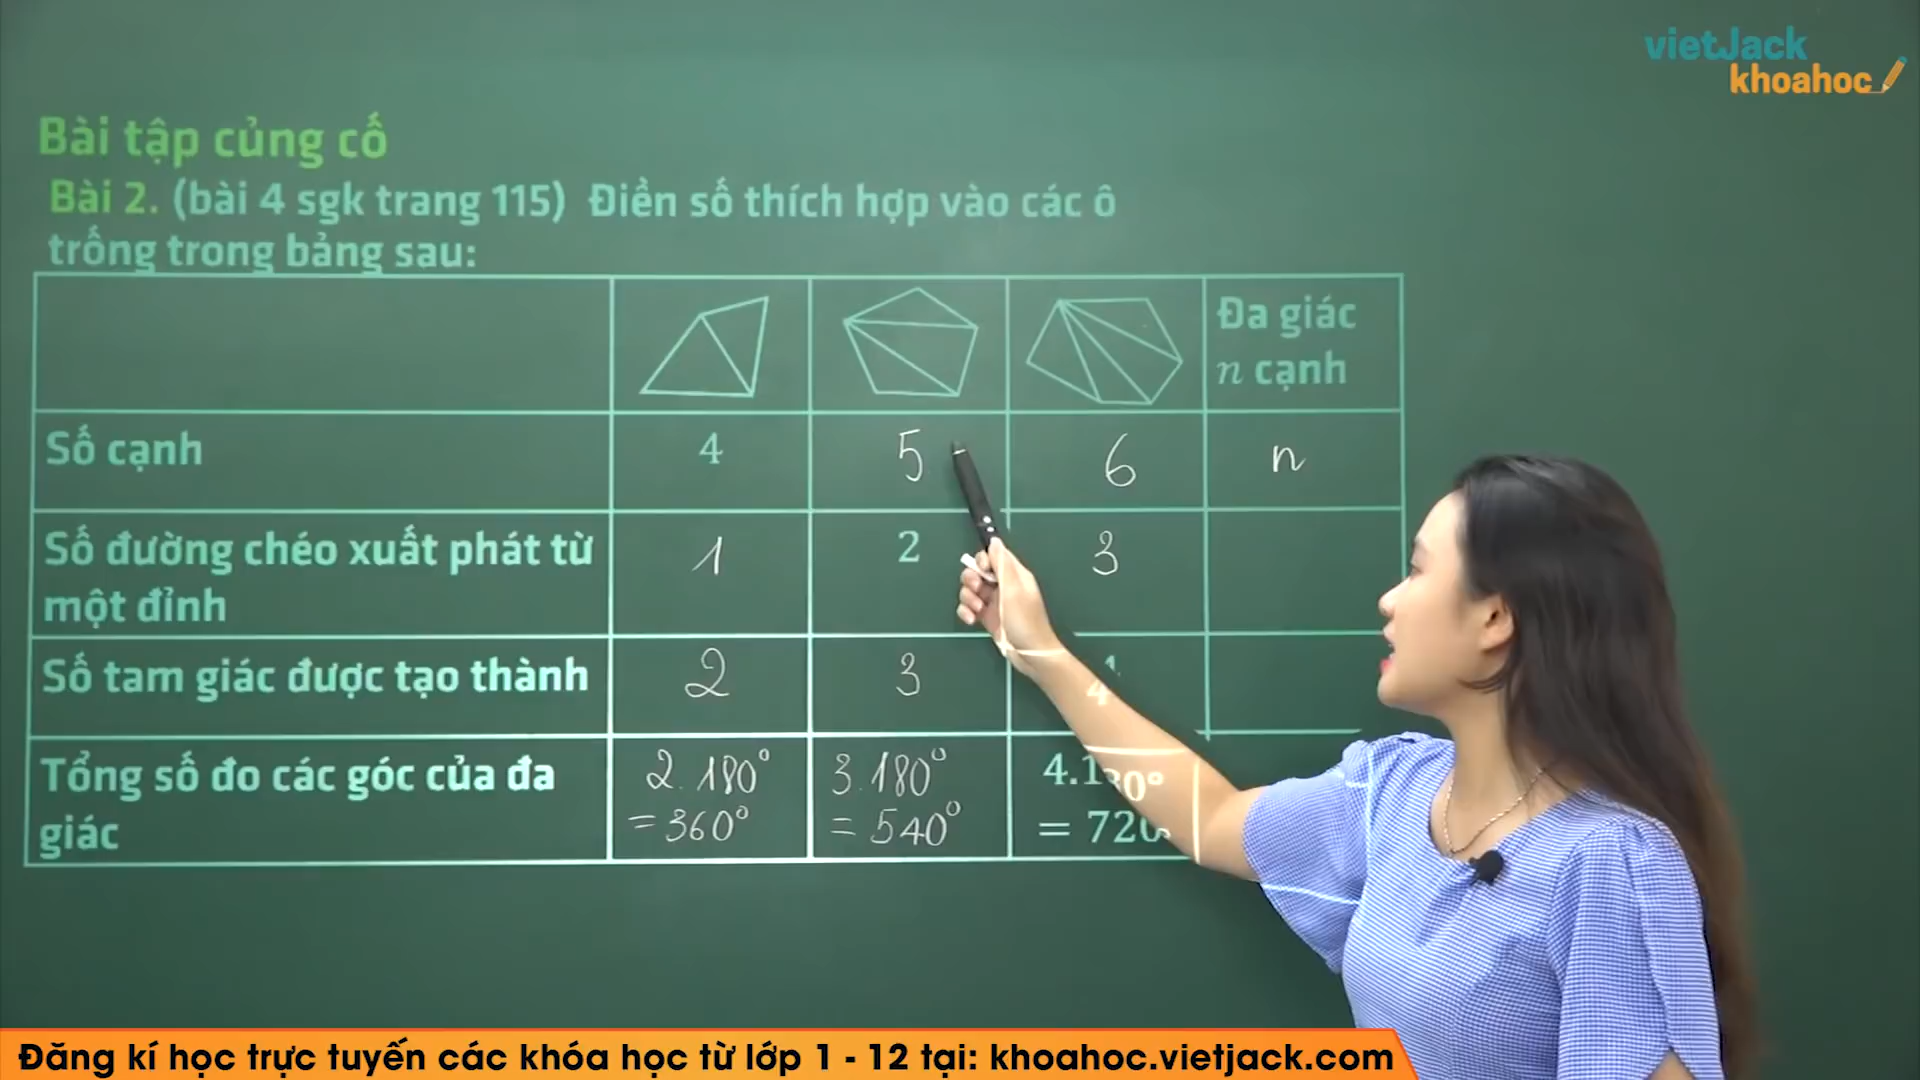 vietJack
khoahoc
Bài tập củng cố
Bài 2. (bài 4 sgk trang 115) Điền số thích hợp vào các ô
trống trong bảng sau:
Đa giác
n cạnh
Số cạnh 4 5 6 n
Số đường chéo xuất phát từ
một đỉnh 1 2 3
Số tam giác được tạo thành 2 3 4
Tổng số đo các góc của đa
giác
2.180°
= 360°
3.180°
= 540°
4.180°
= 720°
Đăng kí học trực tuyến các khóa học từ lớp 1 - 12 tại: khoahoc.vietjack.com